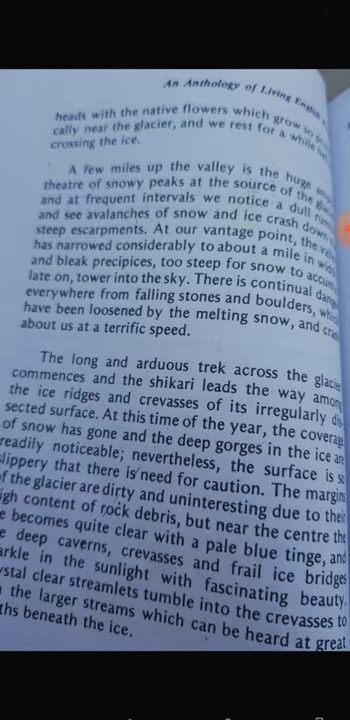 An Anthology of Living English
heads with the native flowers which grow so
cally near the glacier, and we rest for a while
crossing the ice.
A few miles up the valley is the huge
theatre of snowy peaks at the source of the
and at frequent intervals we notice a dull
and see avalanches of snow and ice crash down
steep escarpments. At our vantage point, the
has narrowed considerably to about a mile in
and bleak precipices, too steep for snow to
late on, tower into the sky. There is continual
everywhere from falling stones and boulders,
have been loosened by the melting snow, and
about us at a terrific speed.
The long and arduous trek across the glacier
commences and the shikari leads the way among
the ice ridges and crevasses of its irregularly dis
sected surface. At this time of the year, the coverage
of snow has gone and the deep gorges in the ice are
readily noticeable; nevertheless, the surface is so
slippery that there is need for caution. The margins
of the glacier are dirty and uninteresting due to their
igh content of rock debris, but near the centre the
e becomes quite clear with a pale blue tinge, and
e deep caverns, crevasses and frail ice bridges
arkle in the sunlight with fascinating beauty.
ystal clear streamlets tumble into the crevasses to
the larger streams which can be heard at great
ths beneath the ice.